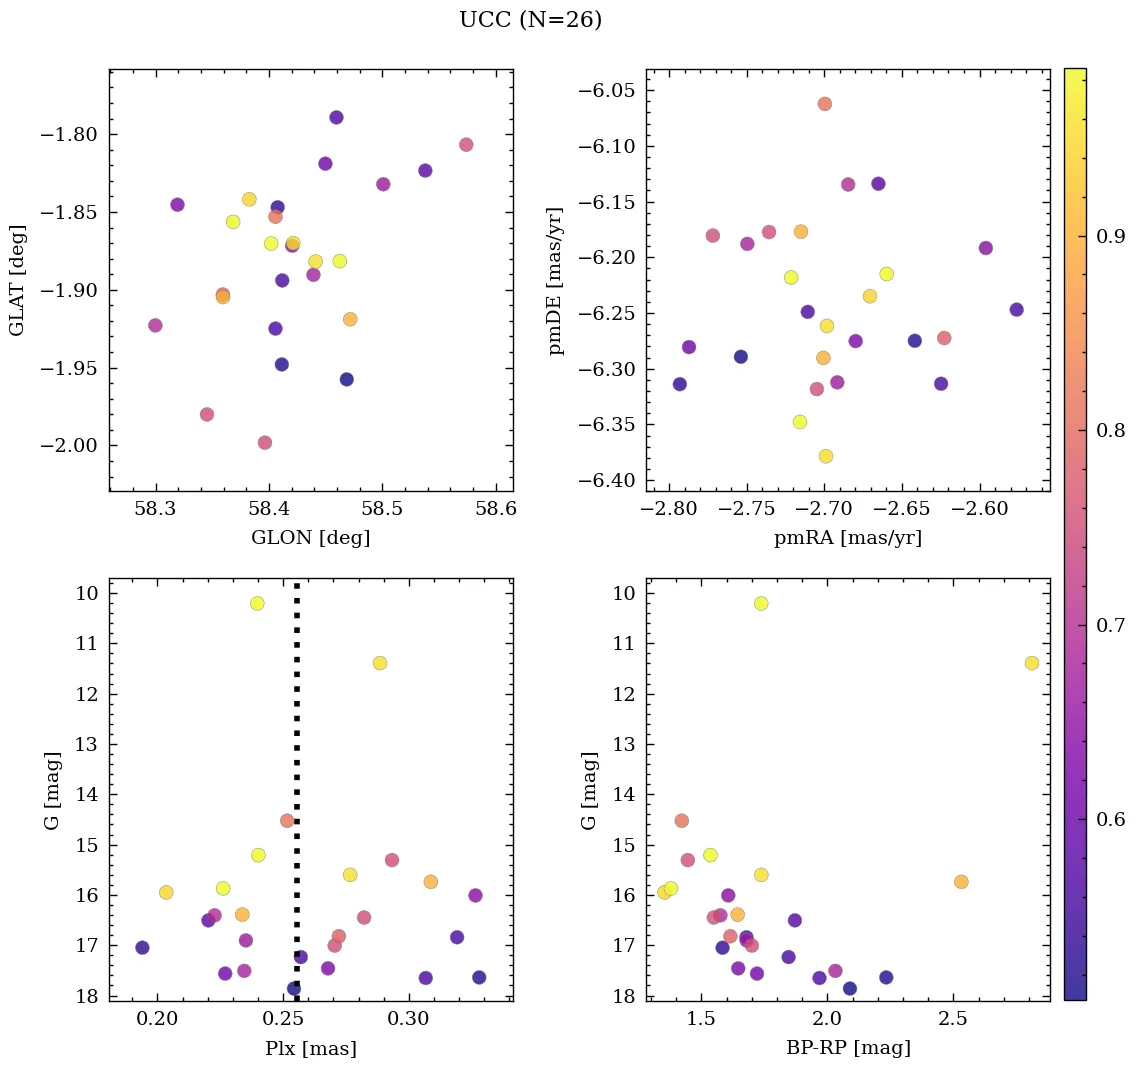 UCC (N=26)
−1.80
−1.85
−1.90
−1.95
−2.00
GLAT [deg]
58.3 58.4 58.5 58.6
GLON [deg]
−6.05
−6.10
−6.15
−6.20
−6.25
−6.30
−6.35
−6.40
pmDE [mas/yr]
−2.80 −2.75 −2.70 −2.65 −2.60
pmRA [mas/yr]
10
11
12
13
14
15
16
17
18
G [mag]
0.20 0.25 0.30
Plx [mas]
10
11
12
13
14
15
16
17
18
G [mag]
1.5 2.0 2.5
BP-RP [mag]
0.9
0.8
0.7
0.6